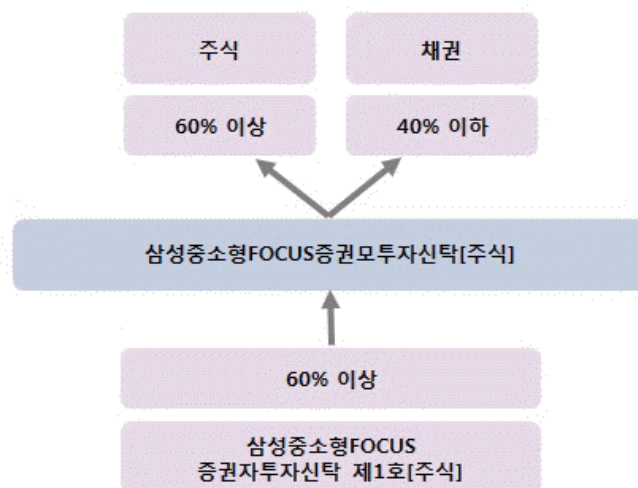 주식
채권
60% 이상
40% 이하
삼성중소형FOCUS증권모투자신탁[주식]
60% 이상
삼성중소형FOCUS
증권자투자신탁 제1호[주식]